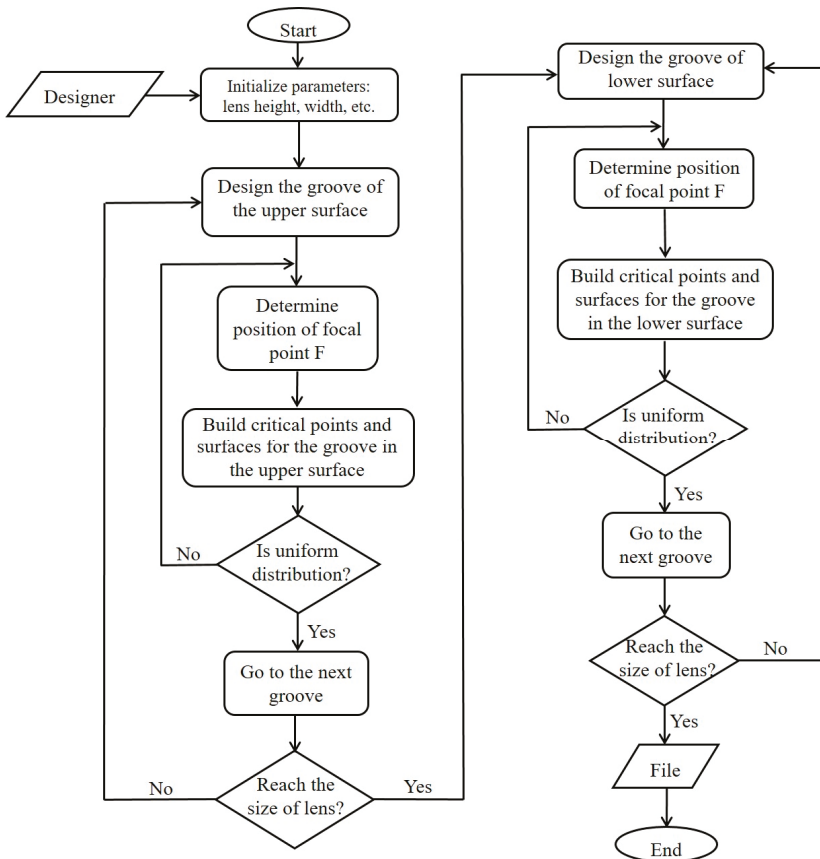 Start
Designer
Initialize parameters:
lens height, width, etc.
Design the groove of
the upper surface
Determine
position of focal
point F
Build critical points and
surfaces for the groove in
the upper surface
Is uniform
distribution?
No
Yes
Go to the next
groove
Reach the
size of lens?
No
Yes
Design the groove of
lower surface
Determine position
of focal point F
Build critical points and
surfaces for the groove
in the lower surface
Is uniform
distribution?
No
Yes
Go to the
next groove
Reach the
size of lens?
No
Yes
File
End